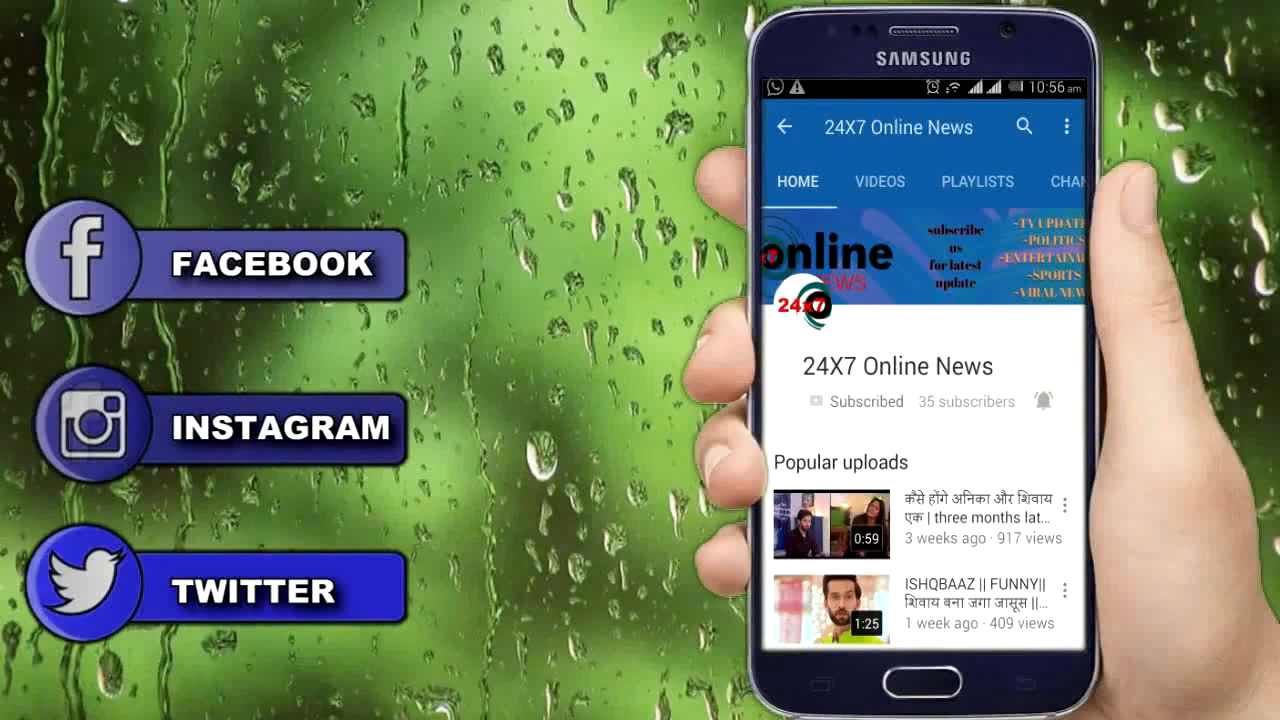 FACEBOOK
INSTAGRAM
TWITTER
SAMSUNG
10:56 am
24X7 Online News
HOME VIDEOS PLAYLISTS CHAN
online
NEWS
24x7
subscribe
us
for latest
update
~TV UPDATE
~POLITICS
~ENTERTAINM
~SPORTS
~VIRAL NEW
24X7 Online News
Subscribed 35 subscribers
Popular uploads
0:59
कैसे होंगे अनिका और शिवाय
एक | three months lat...
3 weeks ago · 917 views
1:25
ISHQBAAZ || FUNNY||
शिवाय बना जगा जासूस ||...
1 week ago · 409 views